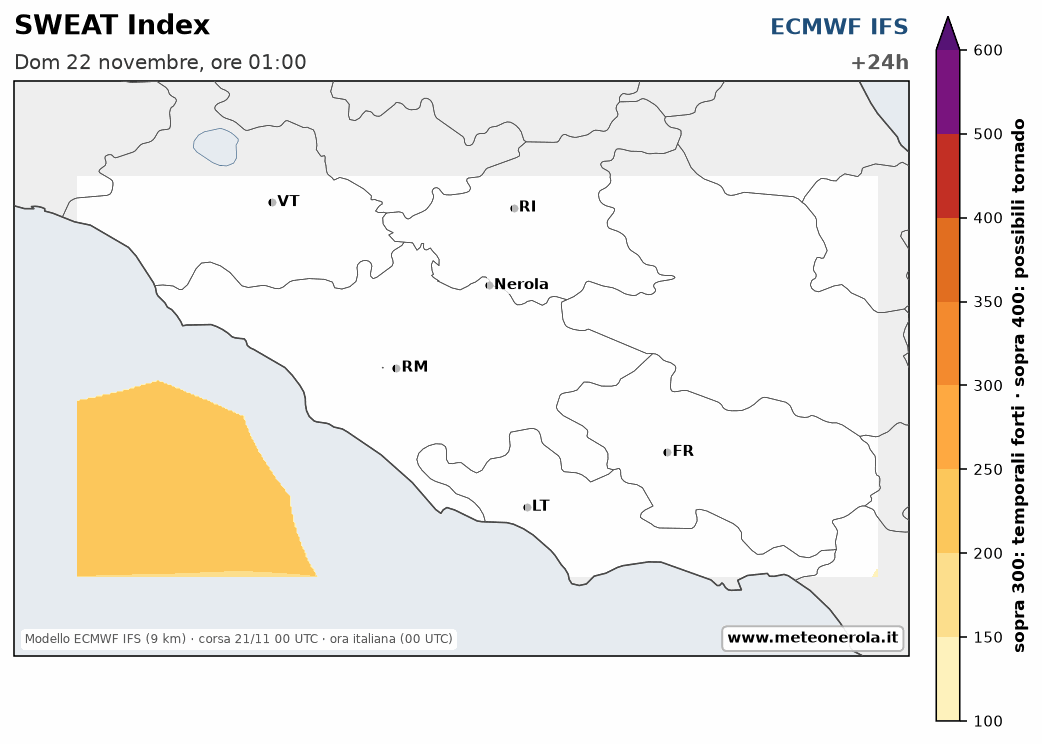 SWEAT Index
ECMWF IFS
Dom 22 novembre, ore 01:00
+24h
VT
RI
Nerola
RM
FR
LT
Modello ECMWF IFS (9 km) · corsa 21/11 00 UTC · ora italiana (00 UTC)
www.meteonerola.it
600
500
400
350
300
250
200
150
100
sopra 300: temporali forti · sopra 400: possibili tornado